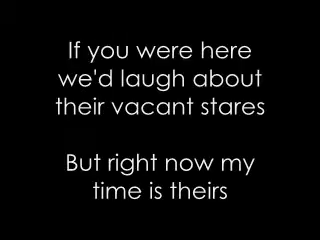 If you were here
we'd laugh about
their vacant stares
But right now my
time is theirs